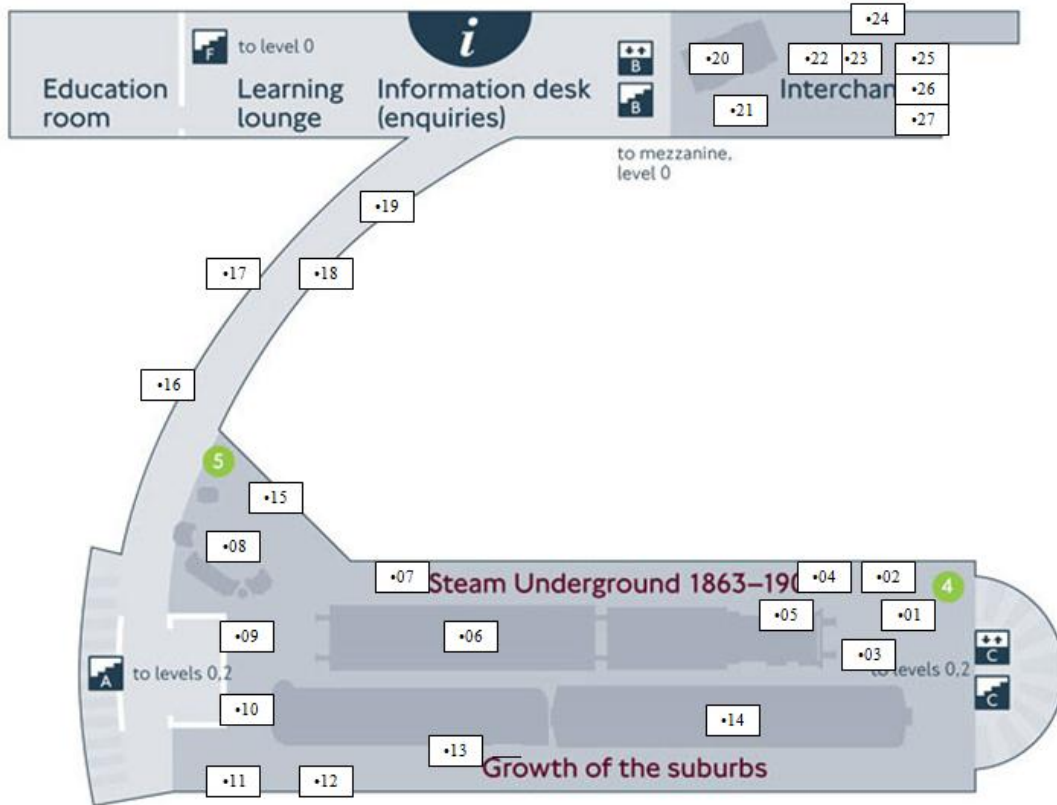 •24
i
F to level 0
B
•20
•22
•23
•25
Education
room
Learning
lounge
Information desk
(enquiries)
B
Interchan
•26
•21
•27
to mezzanine,
level 0
•19
•17
•18
•16
5
•15
•08
•07
Steam Underground 1863–190
•04
•02
4
•05
•01
•09
•06
•03
C
A to levels 0,2
to levels 0,2
C
•10
•14
•13
Growth of the suburbs
•11
•12